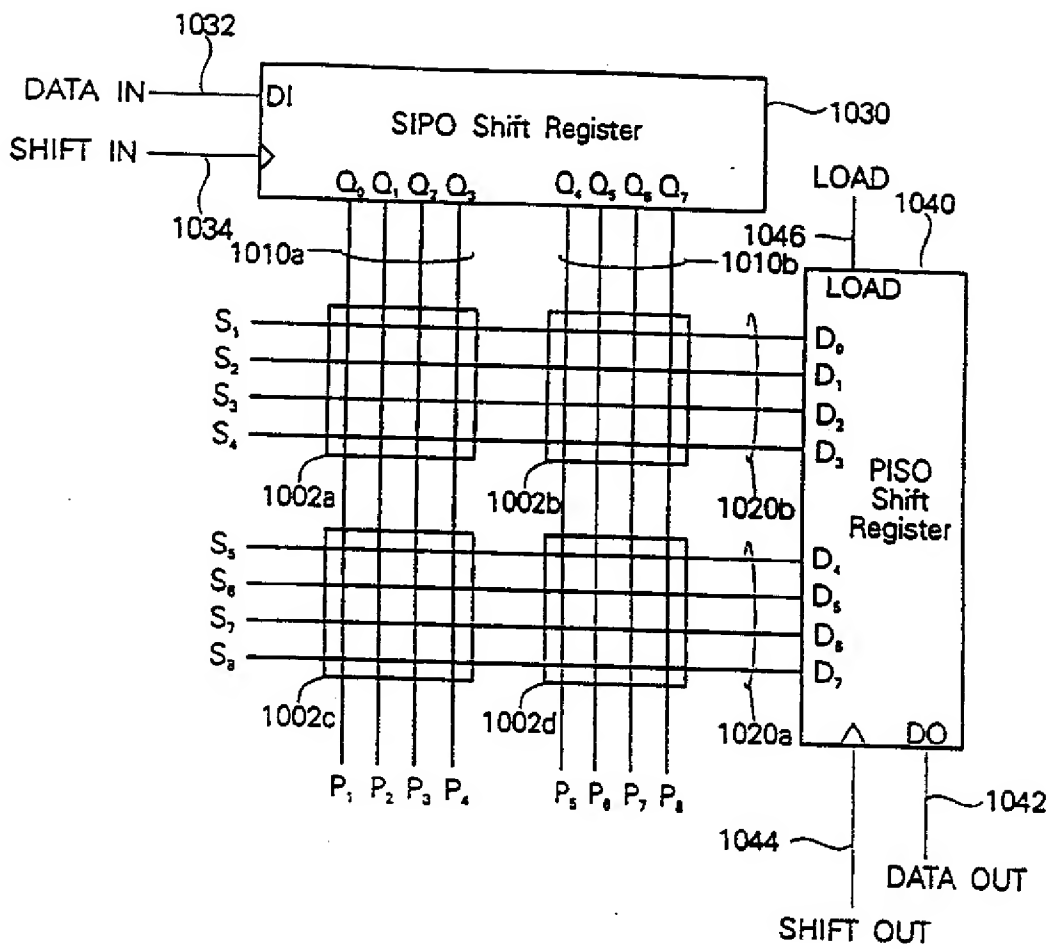 1032
DATA IN
DI
SIPO Shift Register
1030
SHIFT IN
Q₀ Q₁ Q₂ Q₃ Q₄ Q₅ Q₆ Q₇
1034
LOAD
1040
1046
1010a
1010b
LOAD
S₁
D₀
S₂
D₁
S₃
D₂
S₄
D₃
1002a
1002b
1020b
PISO
Shift
Register
S₅
D₄
S₆
D₅
S₇
D₆
S₈
D₇
1002c
1002d
1020a
DO
P₁ P₂ P₃ P₄ P₅ P₆ P₇ P₈
1044
1042
DATA OUT
SHIFT OUT